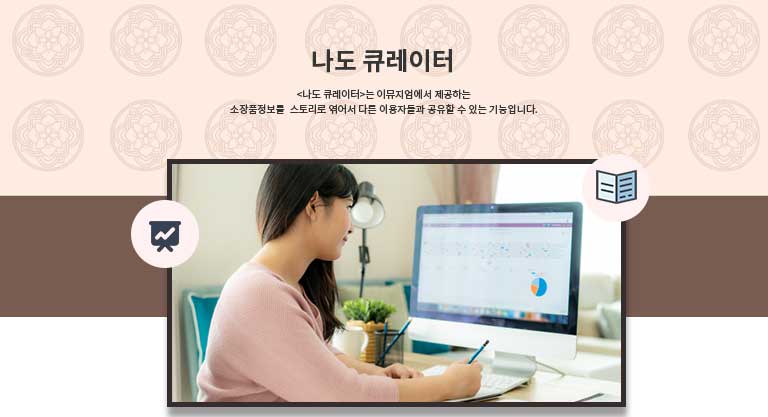 나도 큐레이터
<나도 큐레이터>는 이뮤지엄에서 제공하는
소장품정보를 스토리로 엮어서 다른 이용자들과 공유할 수 있는 기능입니다.